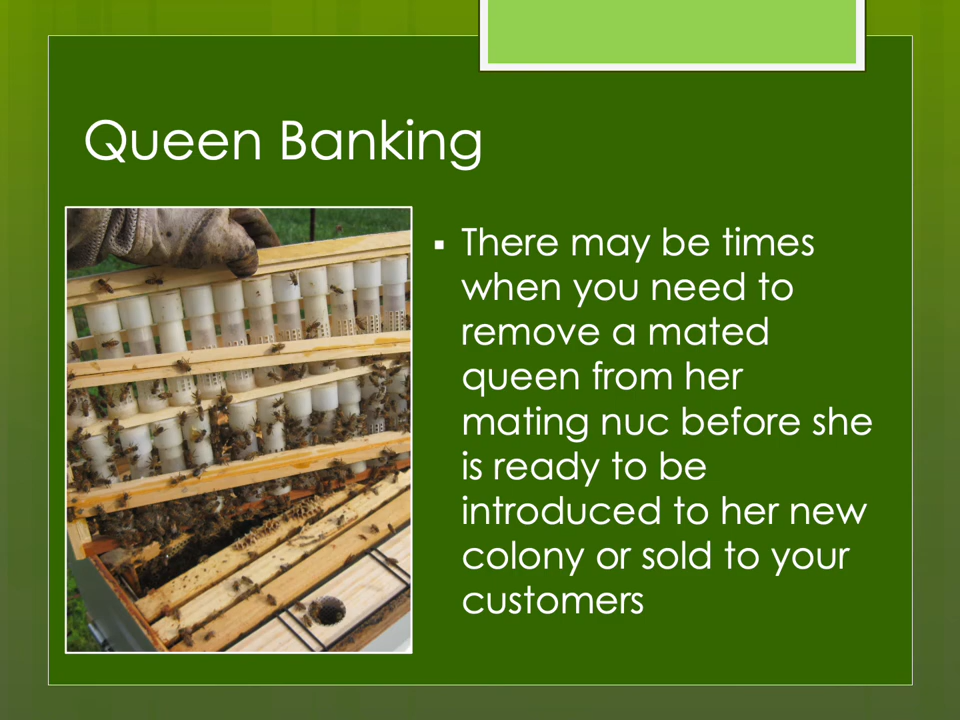 Queen Banking
▪ There may be times
when you need to
remove a mated
queen from her
mating nuc before she
is ready to be
introduced to her new
colony or sold to your
customers